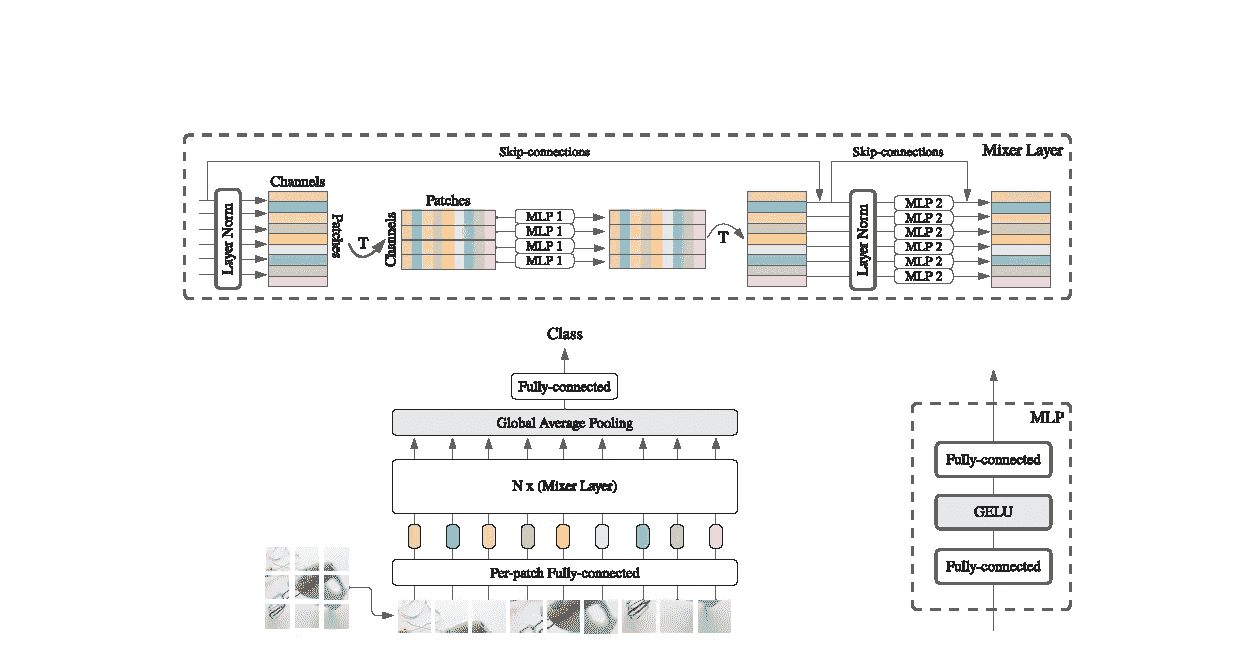 Skip-connections
Skip-connections
Mixer Layer
Channels
Layer Norm
Patches
T
Patches
Channels
MLP 1
MLP 1
MLP 1
MLP 1
T
Layer Norm
MLP 2
MLP 2
MLP 2
MLP 2
MLP 2
MLP 2
Class
Fully-connected
Global Average Pooling
N x (Mixer Layer)
Per-patch Fully-connected
MLP
Fully-connected
GELU
Fully-connected